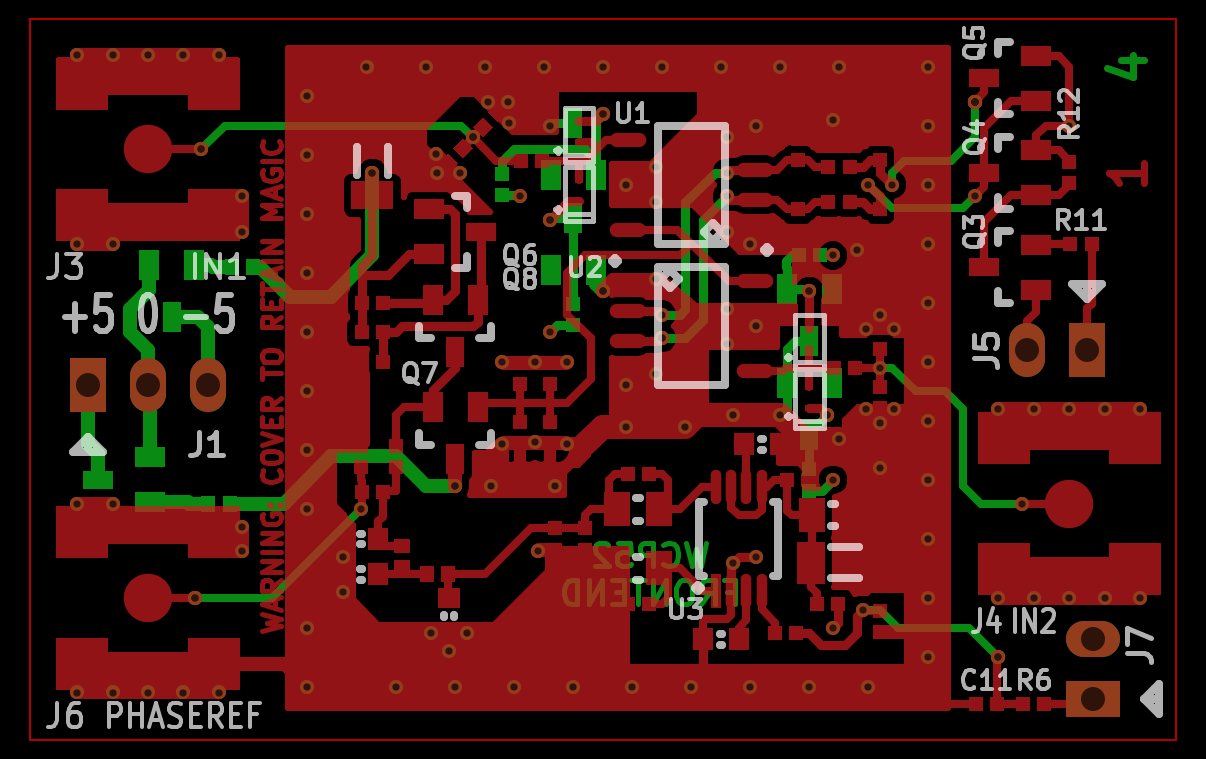 Q5
4
U1
R12
Q4
1
Q3
R11
J3
IN1
Q6
Q8
U2
+5 0 -5
WARNING: COVER TO RETAIN MAGIC
Q7
J5
J1
WCP52
FRONTEND
U3
J4 IN2
J7
C11 R6
J6 PHASEREF